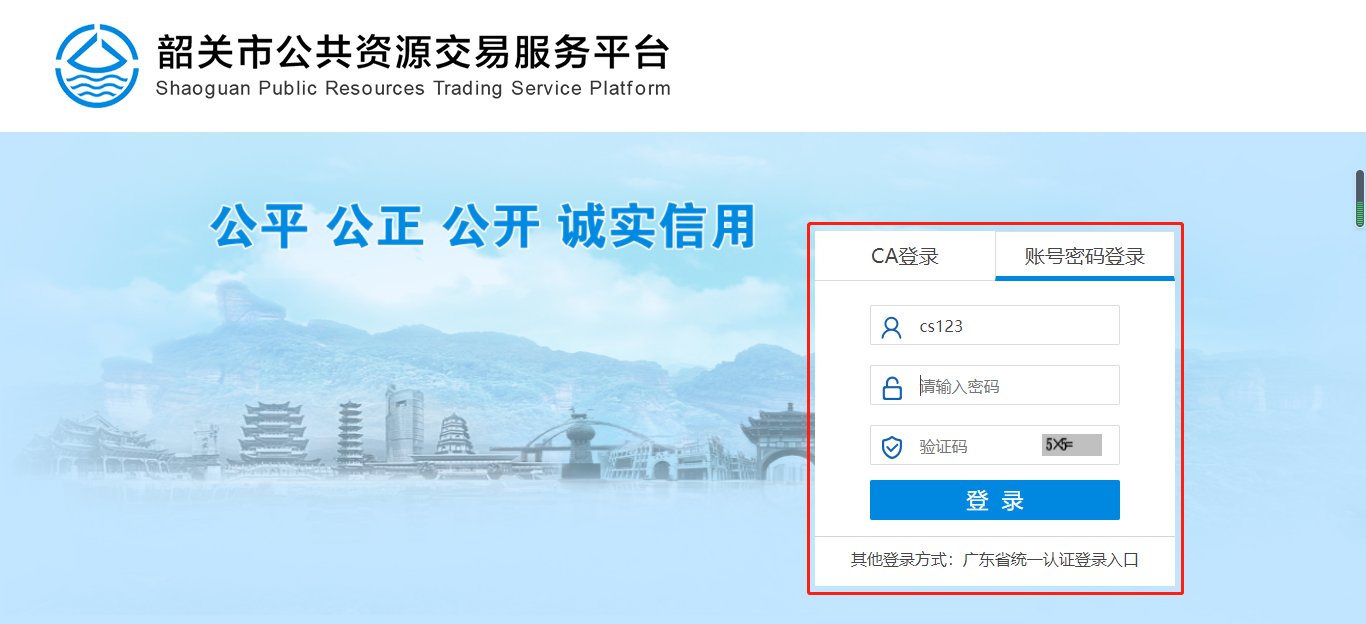 韶关市公共资源交易服务平台
Shaoguan Public Resources Trading Service Platform
公平 公正 公开 诚实信用
CA登录
账号密码登录
cs123
请输入密码
验证码
5X5=
登 录
其他登录方式：广东省统一认证登录入口